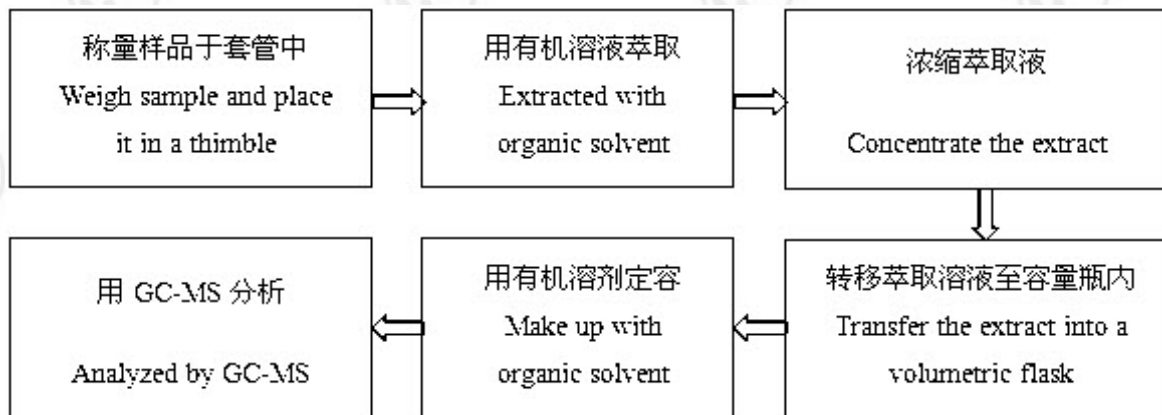 称量样品于套管中
Weigh sample and place
it in a thimble
用有机溶液萃取
Extracted with
organic solvent
浓缩萃取液
Concentrate the extract
转移萃取溶液至容量瓶内
Transfer the extract into a
volumetric flask
用有机溶剂定容
Make up with
organic solvent
用 GC-MS 分析
Analyzed by GC-MS